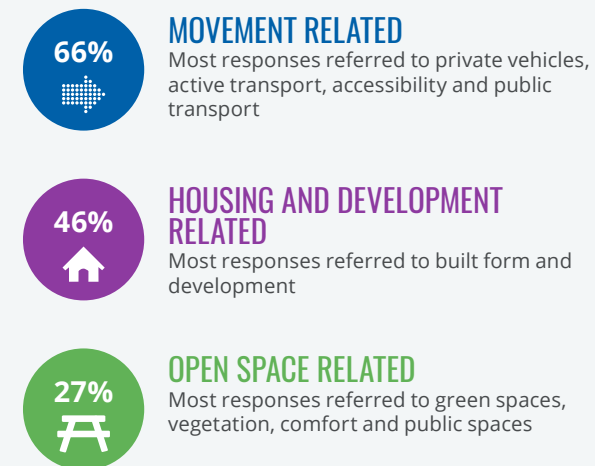 66%
MOVEMENT RELATED
Most responses referred to private vehicles,
active transport, accessibility and public
transport
46%
HOUSING AND DEVELOPMENT
RELATED
Most responses referred to built form and
development
27%
OPEN SPACE RELATED
Most responses referred to green spaces,
vegetation, comfort and public spaces